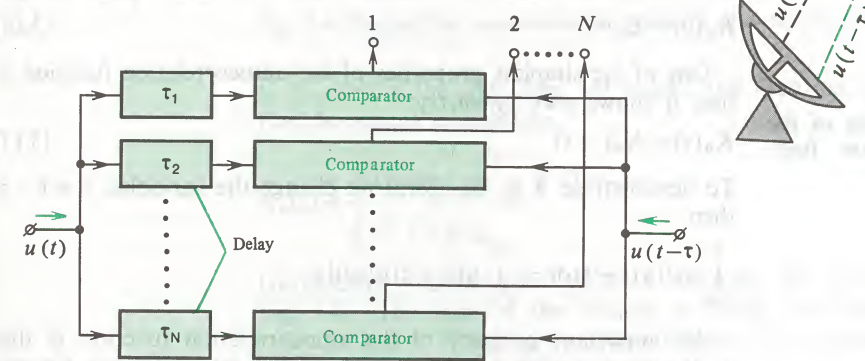 1 2 N
τ1 Comparator
τ2 Comparator
u(t)
Delay
u(t−τ)
τN Comparator
u(t−τ)